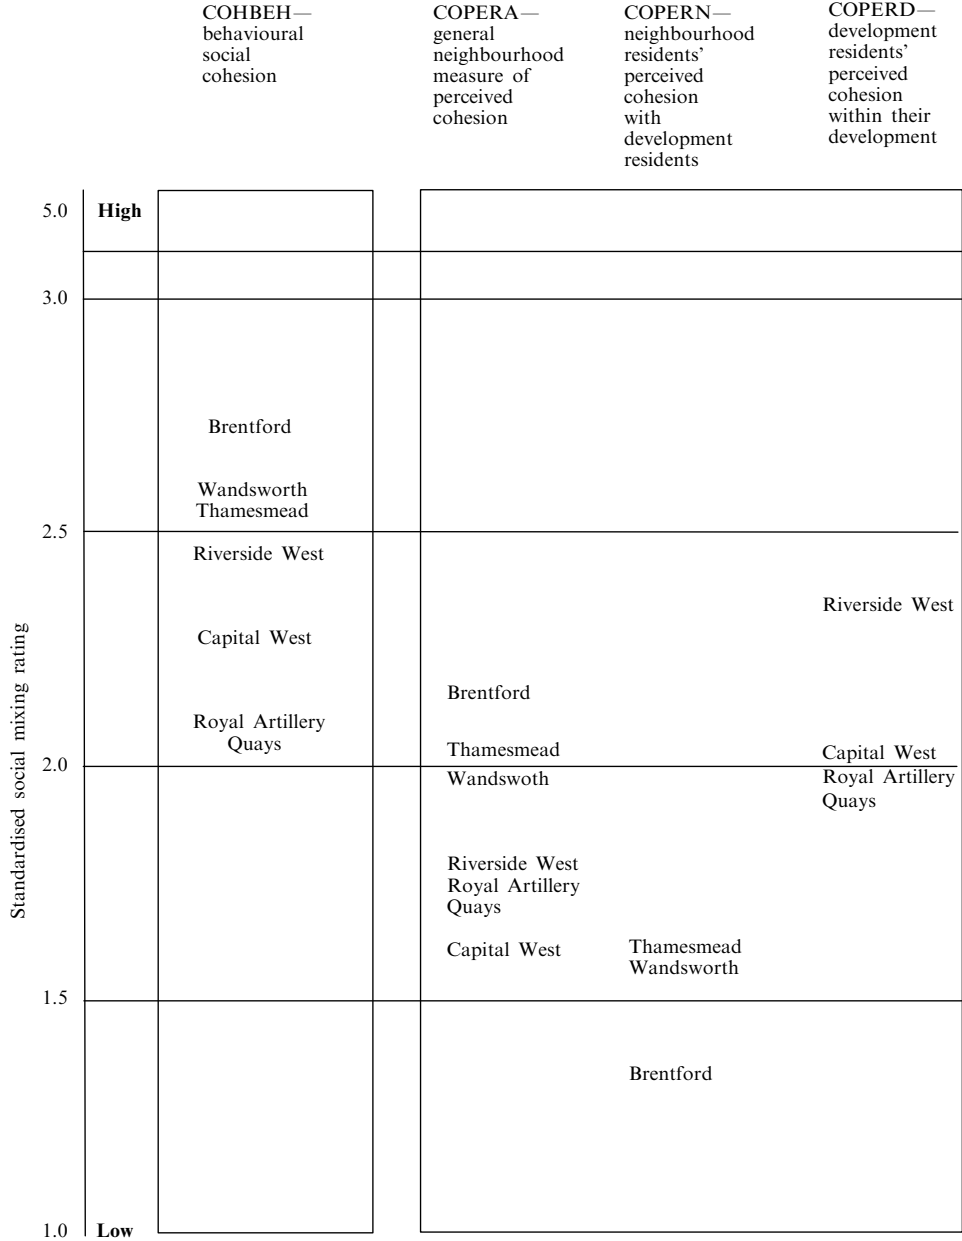 COHBEH—
behavioural
social
cohesion
COPERA—
general
neighbourhood
measure of
perceived
cohesion
COPERN—
neighbourhood
residents'
perceived
cohesion
with
development
residents
COPERD—
development
residents'
perceived
cohesion
within their
development
Standardised social mixing rating
5.0 High
3.0
2.5
2.0
1.5
1.0 Low
Brentford
Wandsworth
Thamesmead
Riverside West
Capital West
Royal Artillery
Quays
Brentford
Thamesmead
Wandswoth
Riverside West
Royal Artillery
Quays
Capital West
Thamesmead
Wandsworth
Brentford
Riverside West
Capital West
Royal Artillery
Quays